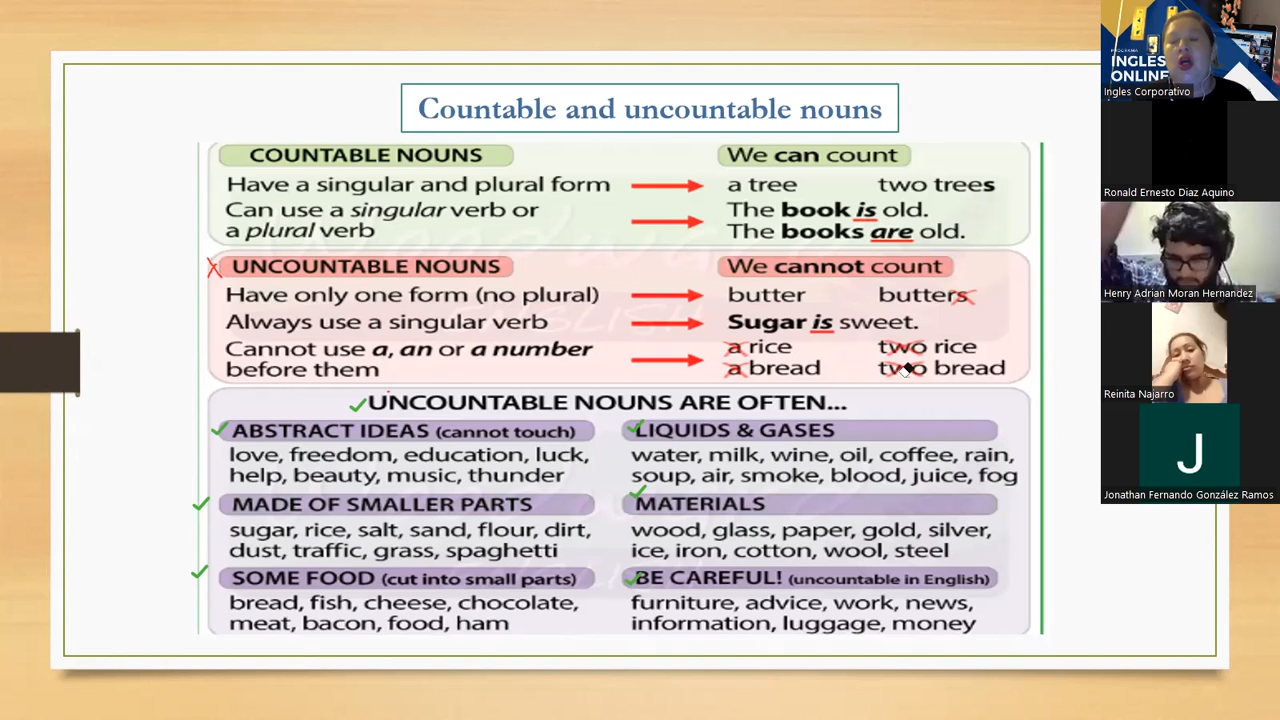 Countable and uncountable nouns
COUNTABLE NOUNS We can count
Have a singular and plural form a tree two trees
Can use a singular verb or The book is old.
a plural verb The books are old.
UNCOUNTABLE NOUNS We cannot count
Have only one form (no plural) butter butters
Always use a singular verb Sugar is sweet.
Cannot use a, an or a number a rice two rice
before them a bread two bread
UNCOUNTABLE NOUNS ARE OFTEN...
ABSTRACT IDEAS (cannot touch)
love, freedom, education, luck,
help, beauty, music, thunder
LIQUIDS & GASES
water, milk, wine, oil, coffee, rain,
soup, air, smoke, blood, juice, fog
MADE OF SMALLER PARTS
sugar, rice, salt, sand, flour, dirt,
dust, traffic, grass, spaghetti
MATERIALS
wood, glass, paper, gold, silver,
ice, iron, cotton, wool, steel
SOME FOOD (cut into small parts)
bread, fish, cheese, chocolate,
meat, bacon, food, ham
BE CAREFUL! (uncountable in English)
furniture, advice, work, news,
information, luggage, money
INGLÉS
ONLINE
Ingles Corporativo
Ronald Ernesto Diaz Aquino
Henry Adrian Moran Hernandez
Reinita Najarro
J
Jonathan Fernando González Ramos